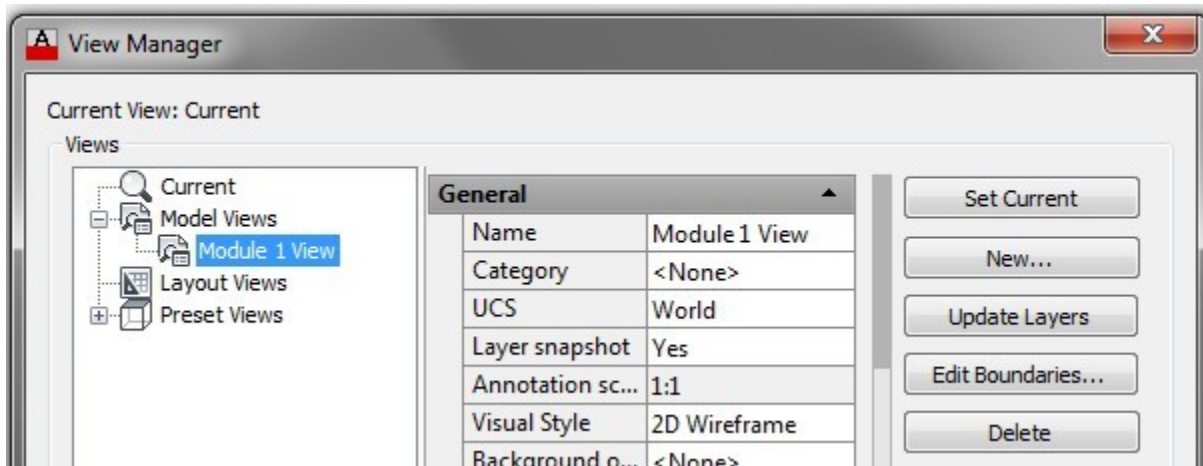 A View Manager
Current View: Current
Views
Current
Model Views
Module 1 View
Layout Views
Preset Views
General
Name Module 1 View
Category <None>
UCS World
Layer snapshot Yes
Annotation sc... 1:1
Visual Style 2D Wireframe
Background o... <None>
Set Current
New...
Update Layers
Edit Boundaries...
Delete